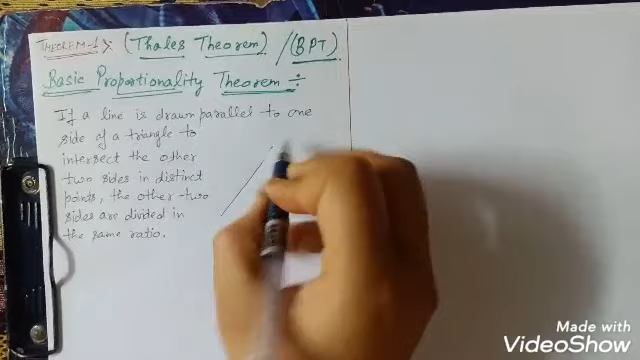 THEOREM-1 (Thales Theorem) / (BPT)
Basic Proportionality Theorem ÷
If a line is drawn parallel to one
side of a triangle to
intersect the other
two sides in distinct
points, the other two
sides are divided in
the same ratio.
Made with
VideoShow